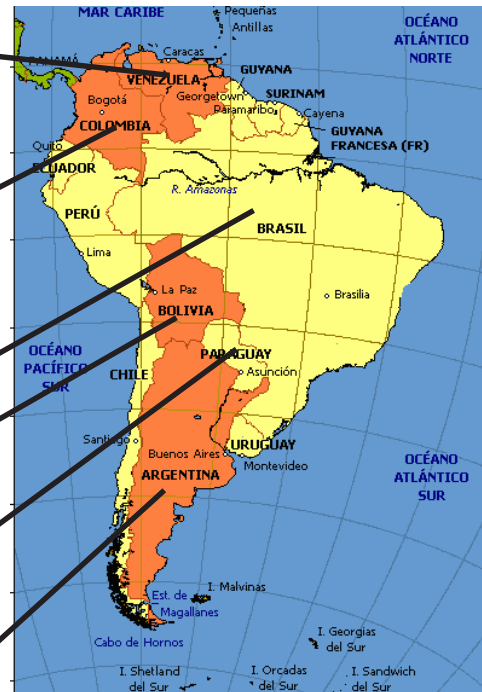 MAR CARIBE
Pequeñas
Antillas
OCÉANO
ATLÁNTICO
NORTE
PANAMÁ
Caracas
VENEZUELA
GUYANA
Georgetown
SURINAM
Paramaribo
Cayena
Bogotá
COLOMBIA
GUYANA
FRANCESA (FR)
Quito
ECUADOR
R. Amazonas
PERÚ
BRASIL
Lima
La Paz
Brasilia
BOLIVIA
OCÉANO
PACÍFICO
SUR
CHILE
PARAGUAY
Asunción
Santiago
Buenos Aires
URUGUAY
Montevideo
ARGENTINA
OCÉANO
ATLÁNTICO
SUR
Est. de
Magallanes
I. Malvinas
Cabo de Hornos
I. Georgias
del Sur
I. Shetland
del Sur
I. Orcadas
del Sur
I. Sandwich
del Sur